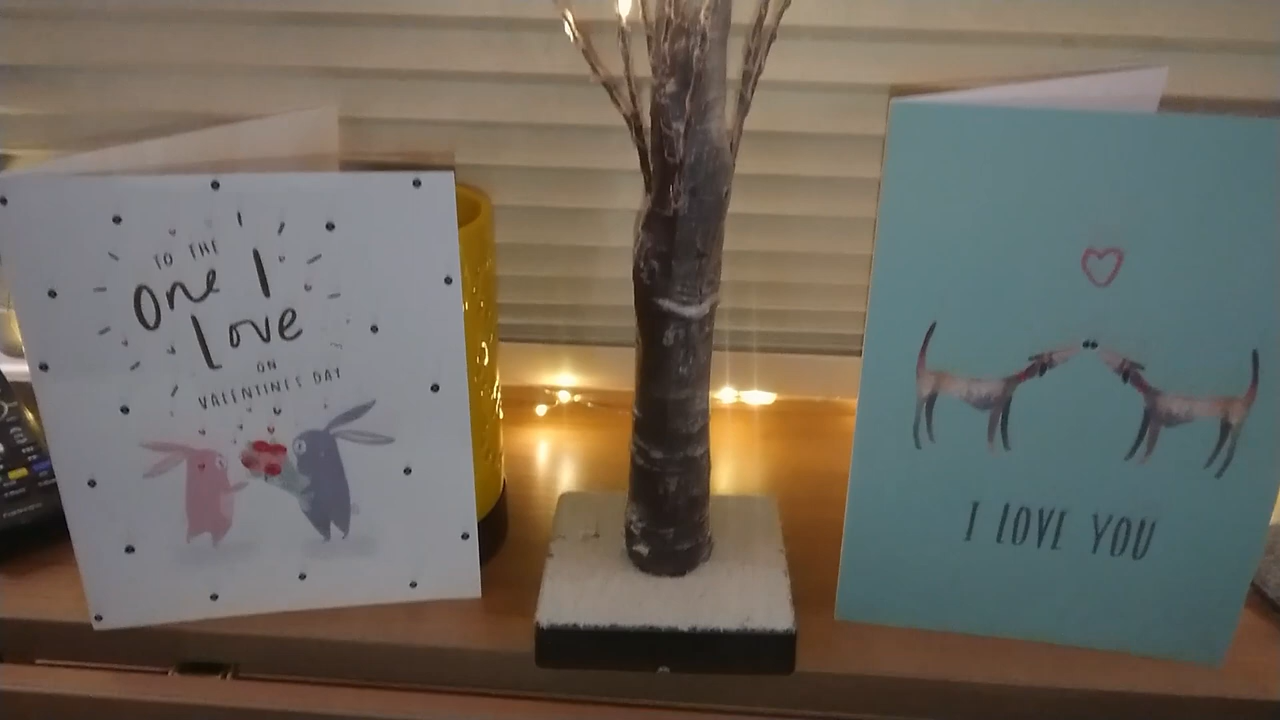 TO THE
One I
Love
ON
VALENTINES DAY
I LOVE YOU